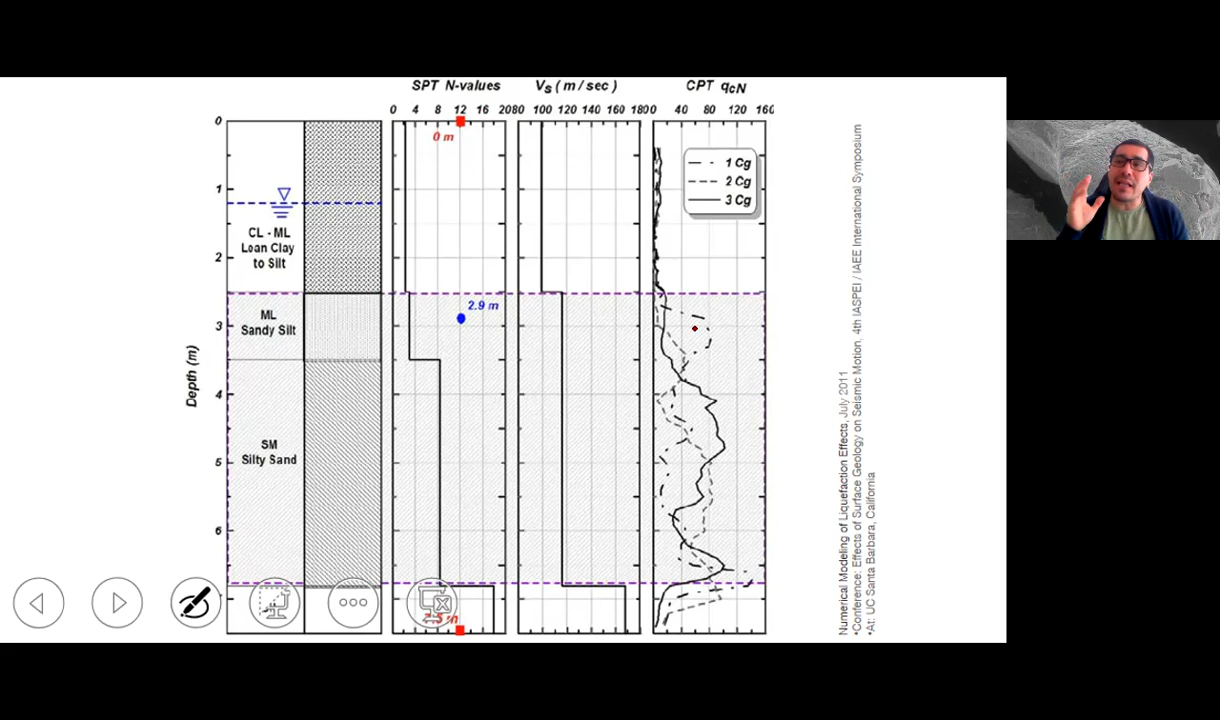 SPT N-values
Vs ( m / sec )
CPT qcN
0 4 8 12 16 20
80 100 120 140 160 180
0 40 80 120 160
0
1
2
3
4
5
6
Depth (m)
0 m
1 Cg
2 Cg
3 Cg
CL - ML
Lean Clay
to Silt
2.9 m
ML
Sandy Silt
SM
Silty Sand
Numerical Modeling of Liquefaction Effects, July 2011
•Conference: Effects of Surface Geology on Seismic Motion, 4th IASPEI / IAEE International Symposium
•At: UC Santa Barbara, California